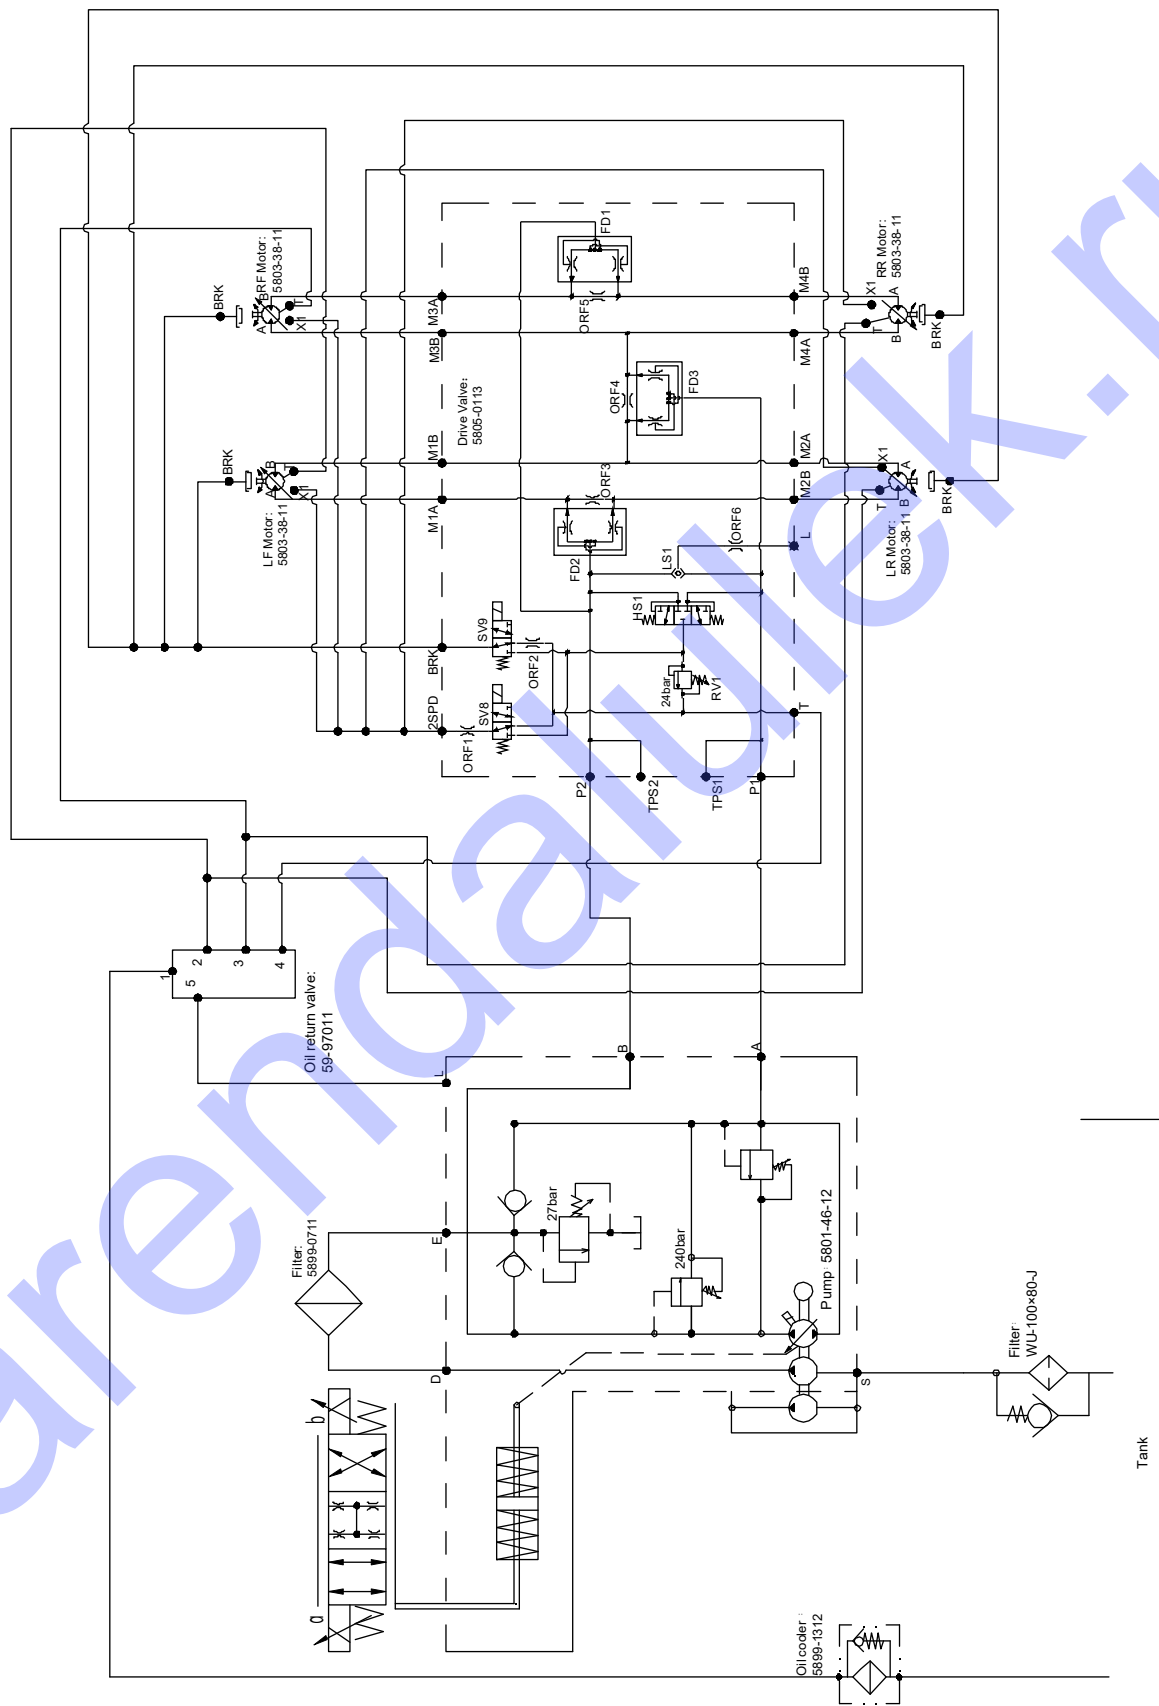 BRK
BRF Motor:
5803-38-11
A
T
X1
BRK
LF Motor:
5803-38-11
A
B
T
X1
M3A
M3B
M1B
M1A
BRK
2SPD
Drive Valve:
5805-0113
FD1
ORF5
ORF4
FD3
ORF3
FD2
LS1
ORF6
HS1
SV9
ORF2
SV8
ORF1
24bar
RV1
P2
TPS2
TPS1
P1
T
L
M4B
M4A
M2A
M2B
RR Motor:
5803-38-11
X1
T
A
B
BRK
LR Motor:
5803-38-11
X1
T
A
B
BRK
1
2
3
4
5
Oil return valve:
59-97011
L
B
A
E
D
S
Filter:
5899-0711
27bar
240bar
Pump: 5801-46-12
a
b
Filter:
WU-100×80-J
Tank
Oil cooler :
5899-1312
arendalulek.ru